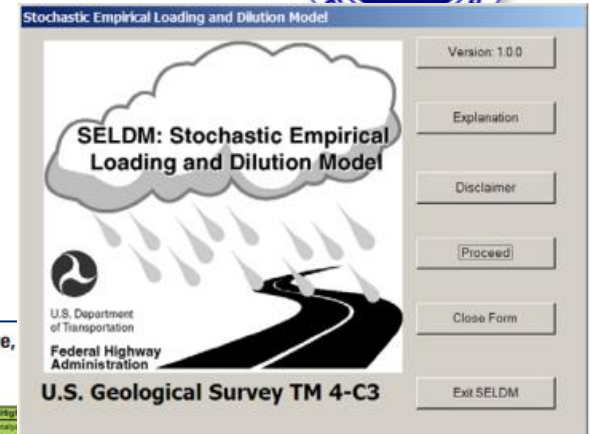 Stochastic Empirical Loading and Dilution Model
SELDM: Stochastic Empirical
Loading and Dilution Model
U.S. Department
of Transportation
Federal Highway
Administration
U.S. Geological Survey TM 4-C3
Version: 1.0.0
Explanation
Disclaimer
Proceed
Close Form
Exit SELDM
e,